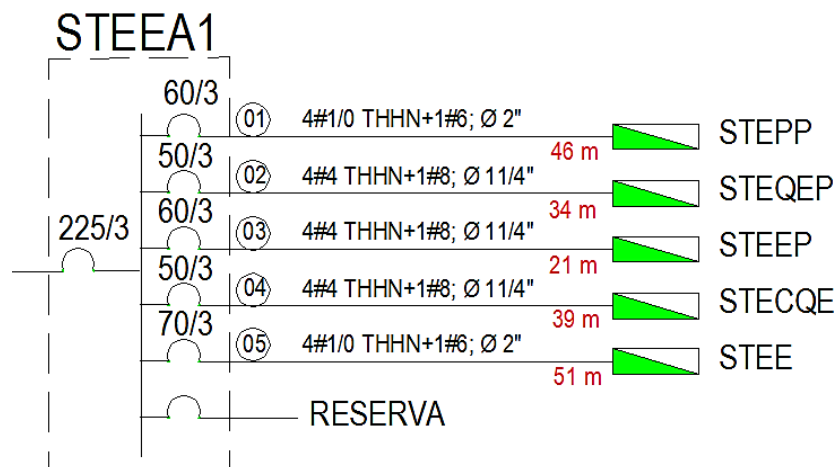 STEEA1
60/3 01 4#1/0 THHN+1#6; Ø 2" 46 m STEPP
50/3 02 4#4 THHN+1#8; Ø 11/4" 34 m STEQEP
225/3
60/3 03 4#4 THHN+1#8; Ø 11/4" 21 m STEEP
50/3 04 4#4 THHN+1#8; Ø 11/4" 39 m STECQE
70/3 05 4#1/0 THHN+1#6; Ø 2" 51 m STEE
RESERVA